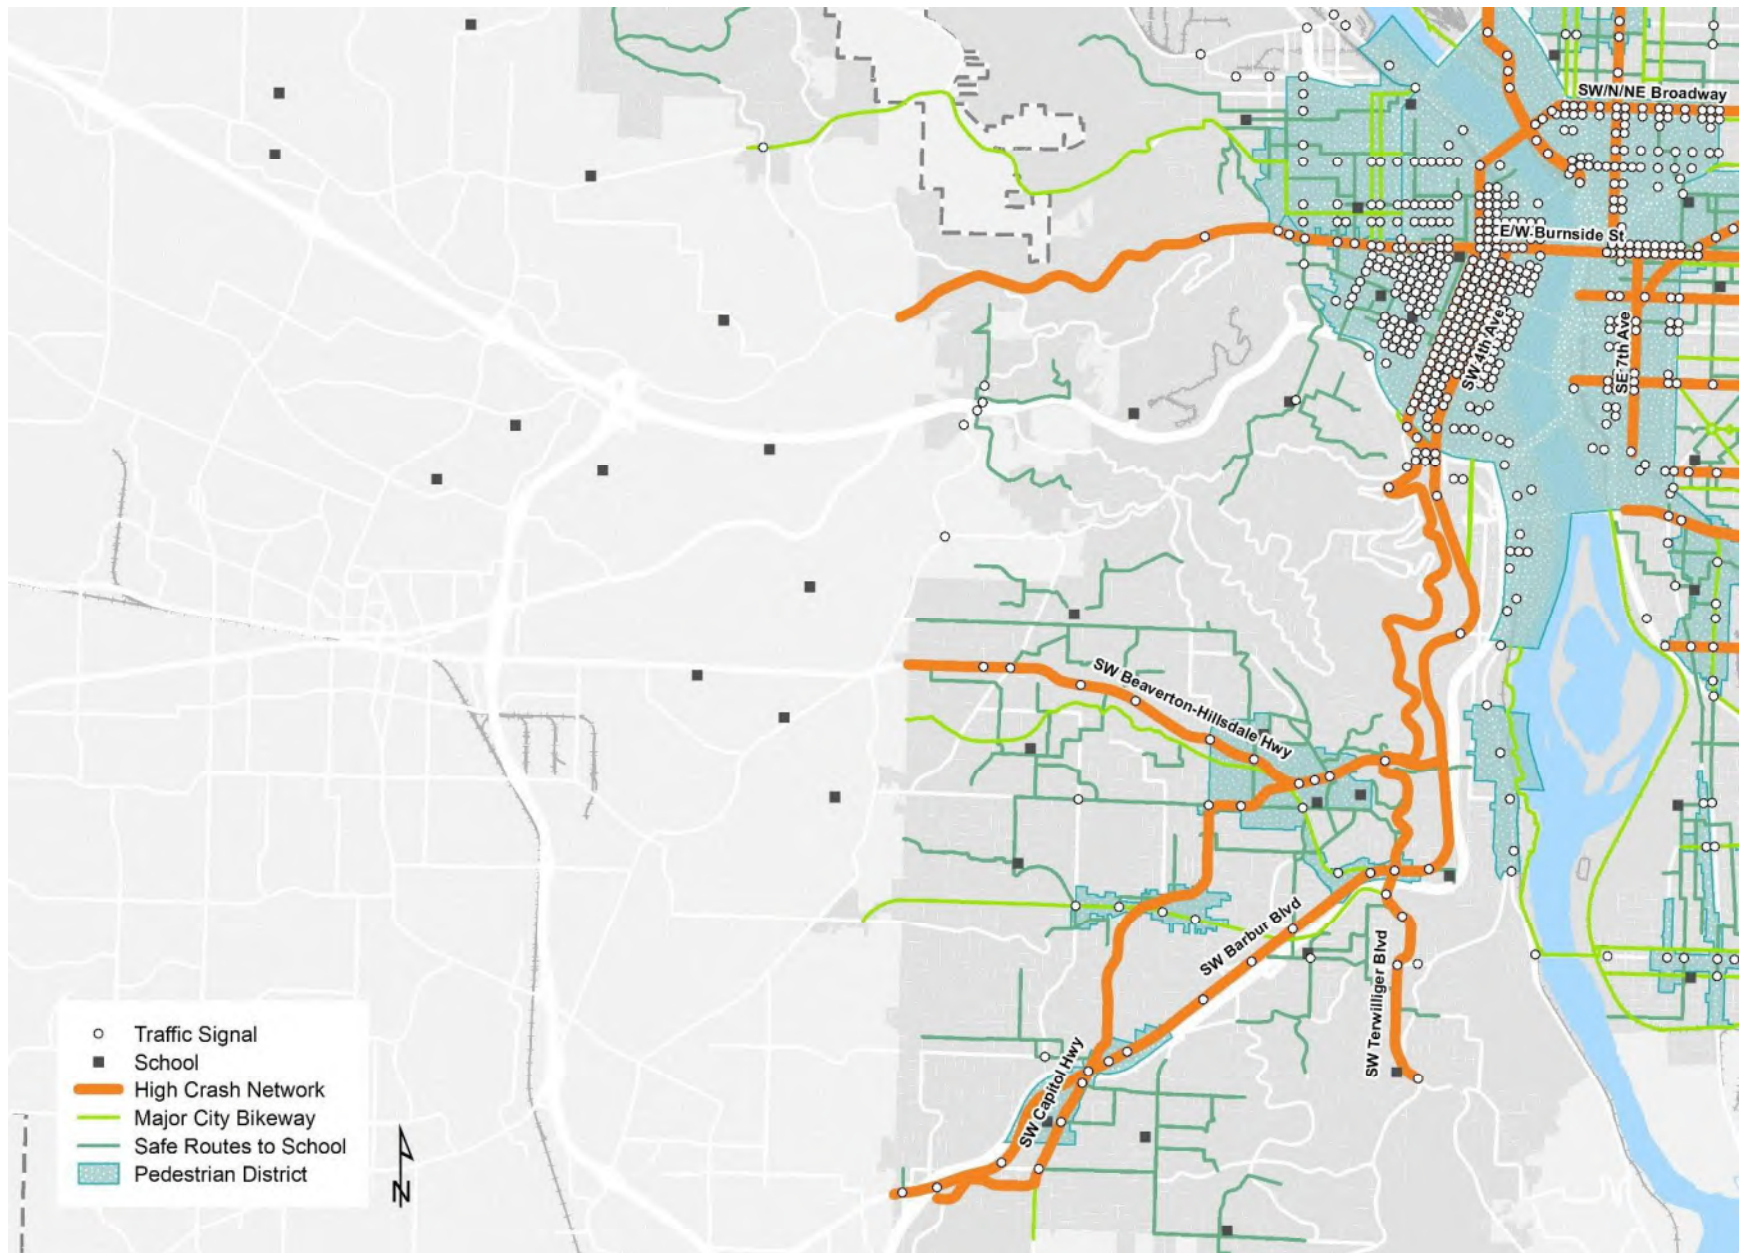 SW/N/NE Broadway
E/W Burnside St
SW 4th Ave
SE 7th Ave
SW Beaverton-Hillsdale Hwy
SW Barbur Blvd
SW Terwilliger Blvd
SW Capitol Hwy
Traffic Signal
School
High Crash Network
Major City Bikeway
Safe Routes to School
Pedestrian District
N